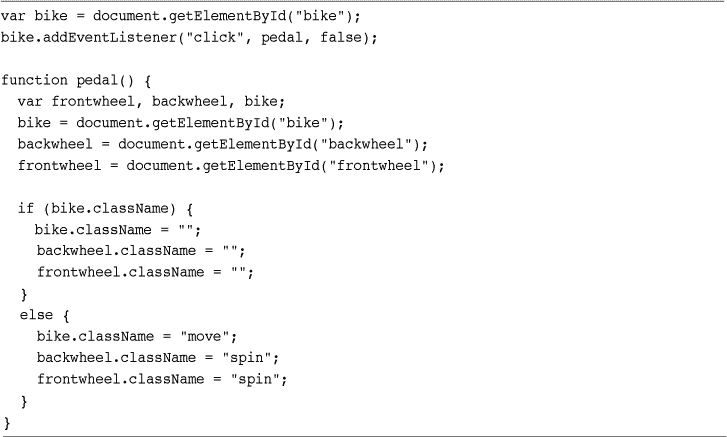 var bike = document.getElementById("bike");
bike.addEventListener("click", pedal, false);

function pedal() {
  var frontwheel, backwheel, bike;
  bike = document.getElementById("bike");
  backwheel = document.getElementById("backwheel");
  frontwheel = document.getElementById("frontwheel");

  if (bike.className) {
    bike.className = "";
    backwheel.className = "";
    frontwheel.className = "";
  }
  else {
    bike.className = "move";
    backwheel.className = "spin";
    frontwheel.className = "spin";
  }
}